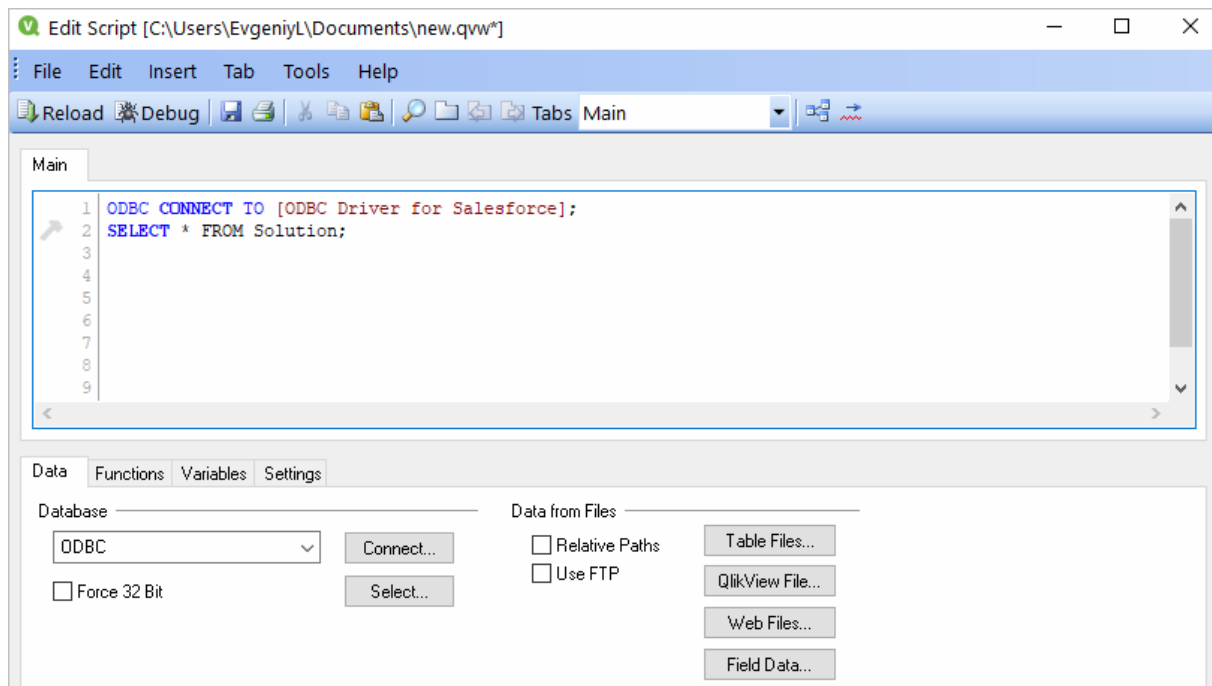 Edit Script [C:\Users\EvgeniyL\Documents\new.qvw*]
File Edit Insert Tab Tools Help
Reload Debug Tabs Main
Main
1 ODBC CONNECT TO [ODBC Driver for Salesforce];
2 SELECT * FROM Solution;
3
4
5
6
7
8
9
Data Functions Variables Settings
Database Data from Files
ODBC Connect... Relative Paths Table Files...
Use FTP QlikView File...
Force 32 Bit Select...
Web Files...
Field Data...